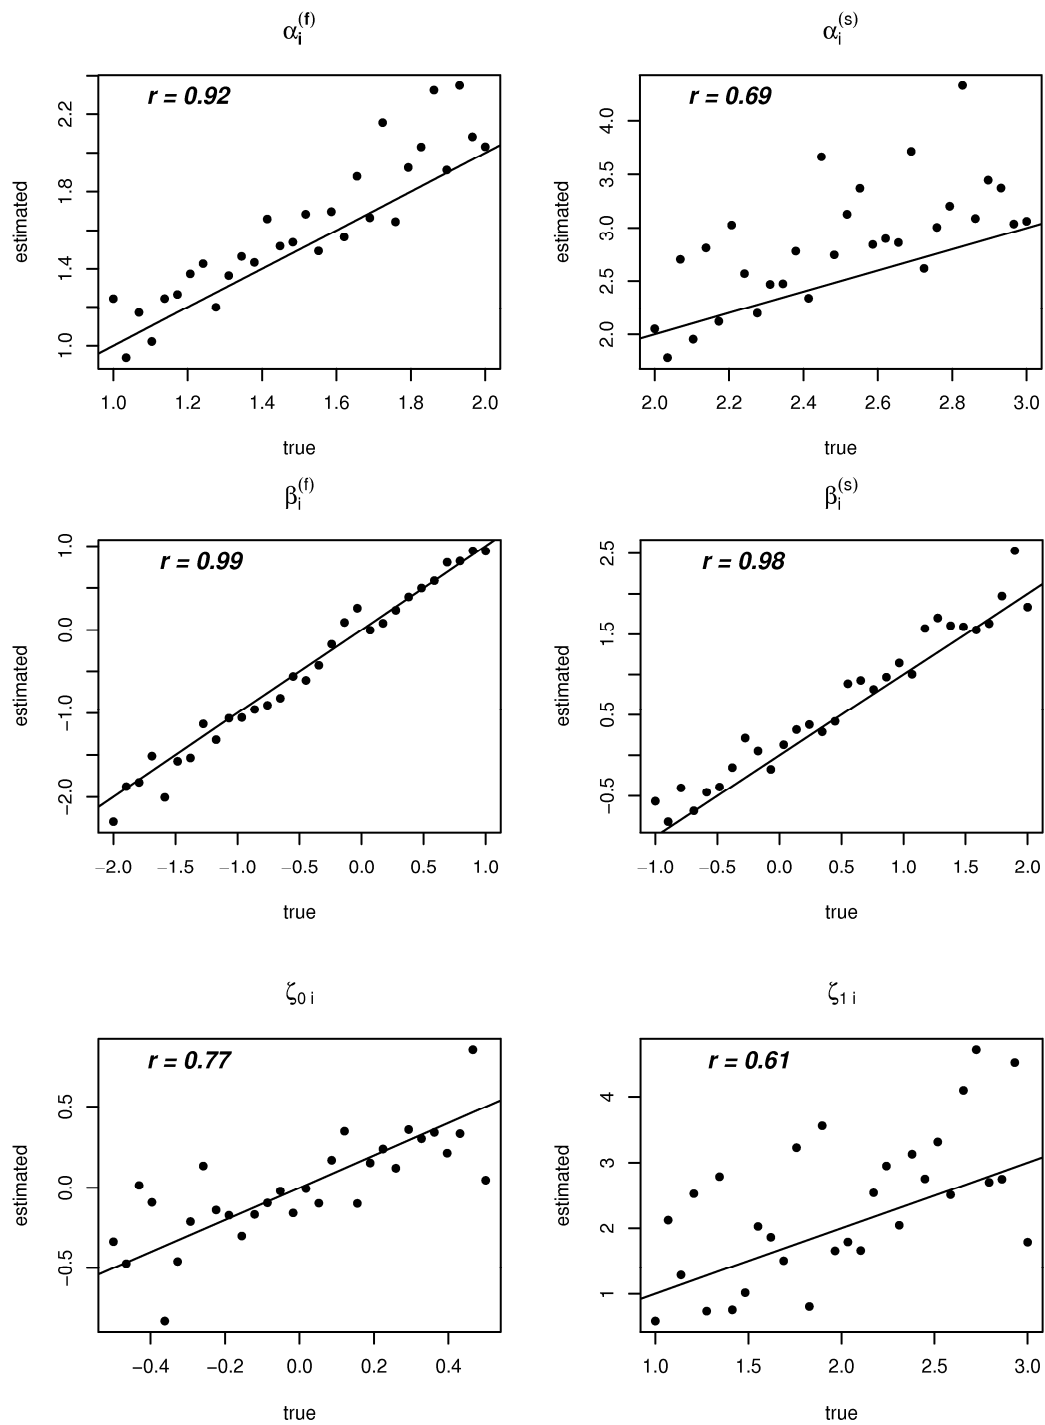 α_i^(f)
r = 0.92
estimated
1.0 1.4 1.8 2.2
1.0 1.2 1.4 1.6 1.8 2.0
true
α_i^(s)
r = 0.69
estimated
2.0 2.5 3.0 3.5 4.0
2.0 2.2 2.4 2.6 2.8 3.0
true
β_i^(f)
r = 0.99
estimated
−2.0 −1.0 0.0 1.0
−2.0 −1.5 −1.0 −0.5 0.0 0.5 1.0
true
β_i^(s)
r = 0.98
estimated
−0.5 0.5 1.5 2.5
−1.0 −0.5 0.0 0.5 1.0 1.5 2.0
true
ζ_0 i
r = 0.77
estimated
−0.5 0.0 0.5
−0.4 −0.2 0.0 0.2 0.4
true
ζ_1 i
r = 0.61
estimated
1 2 3 4
1.0 1.5 2.0 2.5 3.0
true